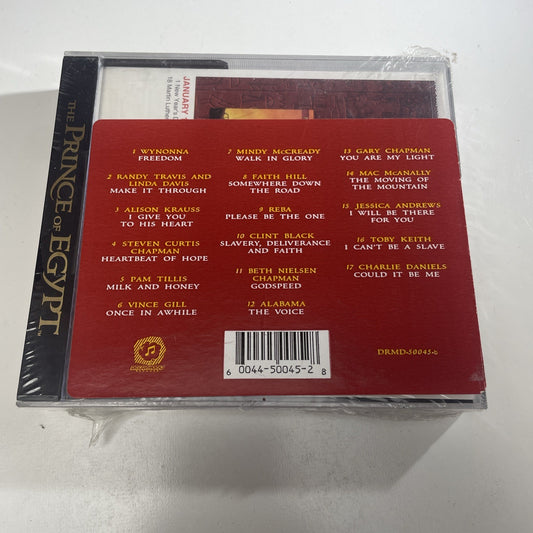 THE PRINCE OF EGYPT
JANUARY
1 New Year's
18 Martin Luther
1 WYNONNA
FREEDOM
2 RANDY TRAVIS AND
LINDA DAVIS
MAKE IT THROUGH
3 ALISON KRAUSS
I GIVE YOU
TO HIS HEART
4 STEVEN CURTIS
CHAPMAN
HEARTBEAT OF HOPE
5 PAM TILLIS
MILK AND HONEY
6 VINCE GILL
ONCE IN AWHILE
7 MINDY McCREADY
WALK IN GLORY
8 FAITH HILL
SOMEWHERE DOWN
THE ROAD
9 REBA
PLEASE BE THE ONE
10 CLINT BLACK
SLAVERY, DELIVERANCE
AND FAITH
11 BETH NIELSEN
CHAPMAN
GODSPEED
12 ALABAMA
THE VOICE
13 GARY CHAPMAN
YOU ARE MY LIGHT
14 MAC McANALLY
THE MOVING OF
THE MOUNTAIN
15 JESSICA ANDREWS
I WILL BE THERE
FOR YOU
16 TOBY KEITH
I CAN'T BE A SLAVE
17 CHARLIE DANIELS
COULD IT BE ME
6 0044-50045-2 8
DRMD-50045-b